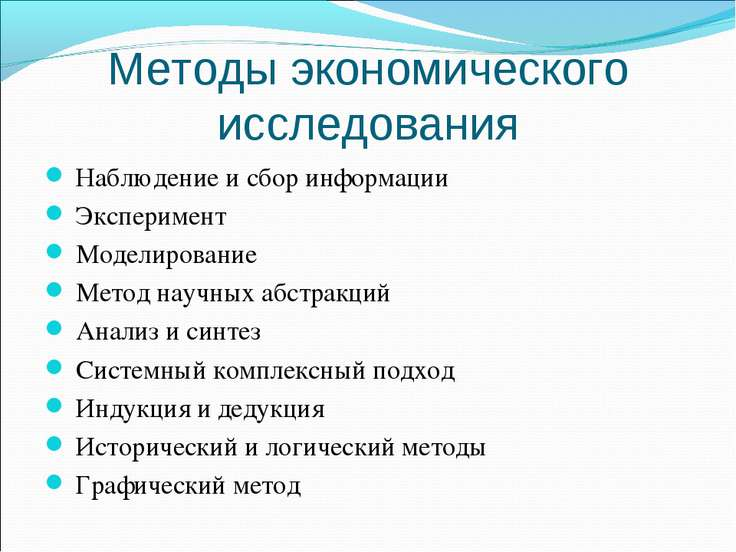 Методы экономического
исследования
Наблюдение и сбор информации
Эксперимент
Моделирование
Метод научных абстракций
Анализ и синтез
Системный комплексный подход
Индукция и дедукция
Исторический и логический методы
Графический метод